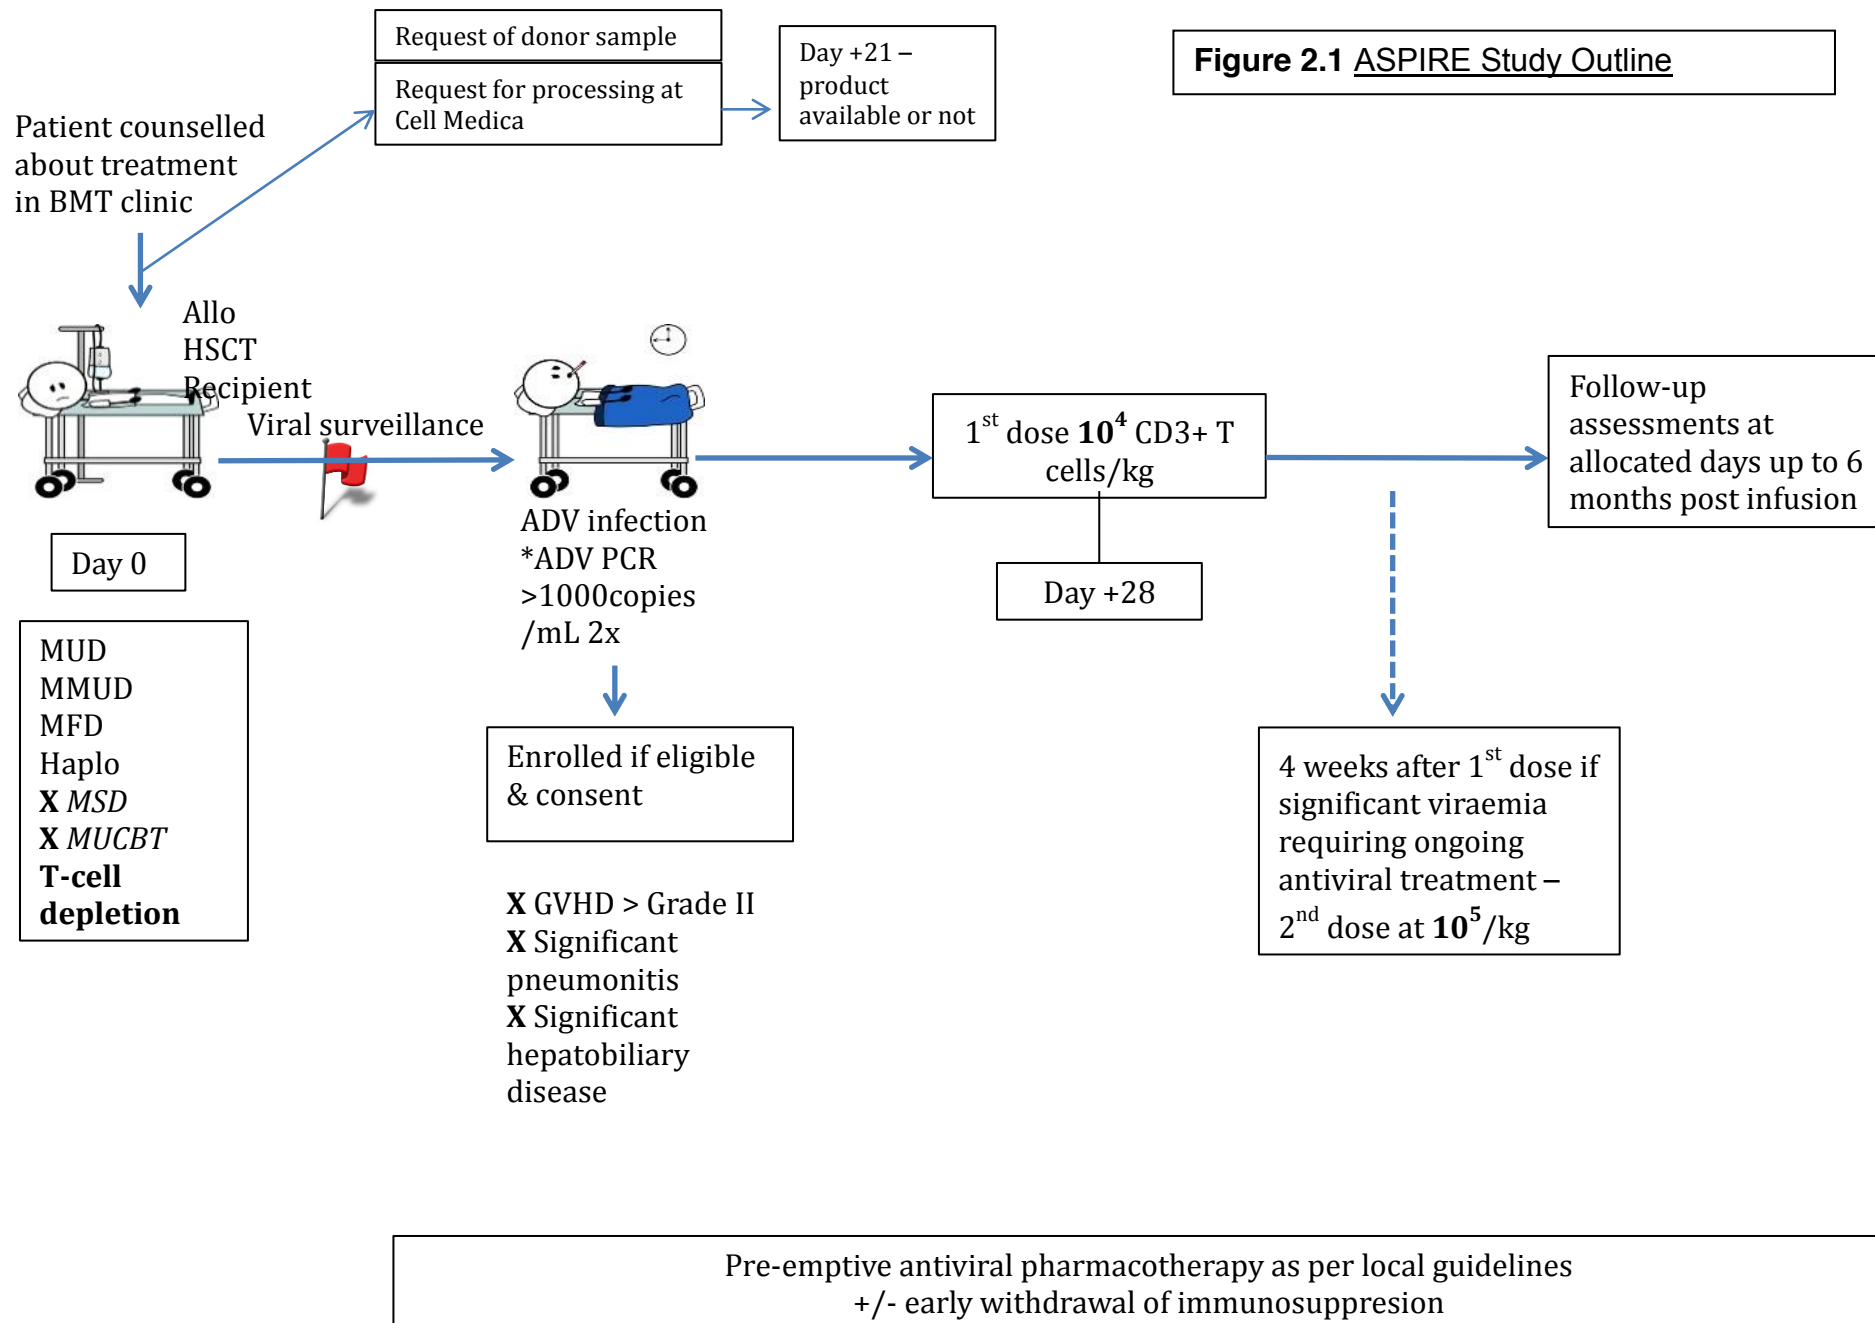 Request of donor sample
Request for processing at
Cell Medica
Day +21 –
product
available or not
Figure 2.1 ASPIRE Study Outline
Patient counselled
about treatment
in BMT clinic
Allo
HSCT
Recipient
Viral surveillance
Day 0
MUD
MMUD
MFD
Haplo
X MSD
X MUCBT
T-cell
depletion
ADV infection
*ADV PCR
>1000copies
/mL 2x
Enrolled if eligible
& consent
X GVHD > Grade II
X Significant
pneumonitis
X Significant
hepatobiliary
disease
1st dose 10^4 CD3+ T
cells/kg
Day +28
Follow-up
assessments at
allocated days up to 6
months post infusion
4 weeks after 1st dose if
significant viraemia
requiring ongoing
antiviral treatment –
2nd dose at 10^5/kg
Pre-emptive antiviral pharmacotherapy as per local guidelines
+/- early withdrawal of immunosuppresion